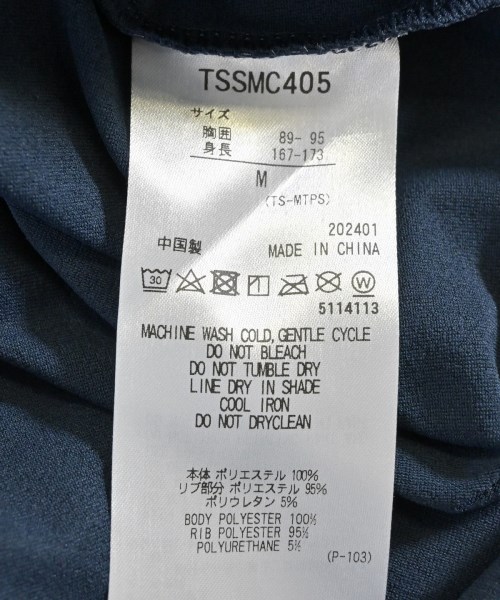 TSSMC405
サイズ
胸囲 89- 95
身長 167-173
M
(TS-MTPS)
202401
中国製 MADE IN CHINA
30 W
5114113
MACHINE WASH COLD, GENTLE CYCLE
DO NOT BLEACH
DO NOT TUMBLE DRY
LINE DRY IN SHADE
COOL IRON
DO NOT DRYCLEAN
本体 ポリエステル 100%
リブ部分 ポリエステル 95%
ポリウレタン 5%
BODY POLYESTER 100%
RIB POLYESTER 95%
POLYURETHANE 5%
(P-103)